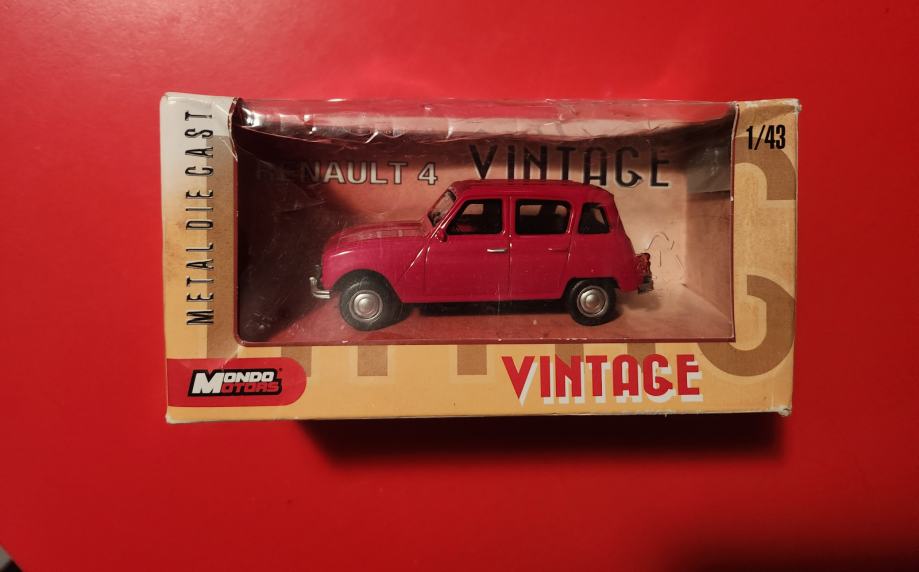 METAL DIE CAST
1/43
RENAULT 4 VINTAGE
MONDO
MOTORS
VINTAGE